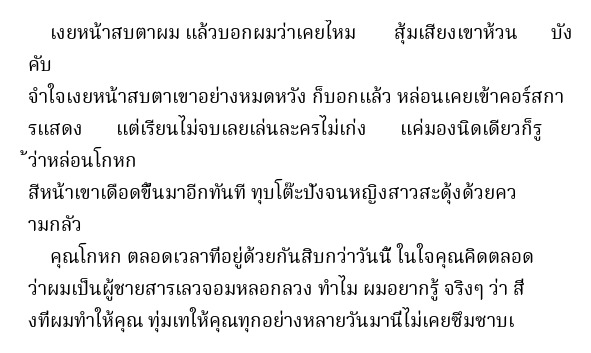 เงยหน้าสบตาผม แล้วบอกผมว่าเคยไหม สุ้มเสียงเขาห้วน บัง
คับ
จำใจเงยหน้าสบตาเขาอย่างหมดหวัง ก็บอกแล้ว หล่อนเคยเข้าคอร์สกา
รแสดง แต่เรียนไม่จบเลยเล่นละครไม่เก่ง แค่มองนิดเดียวก็รู
้ว่าหล่อนโกหก
สีหน้าเขาเดือดขึ้นมาอีกทันที ทุบโต๊ะปังจนหญิงสาวสะดุ้งด้วยคว
ามกลัว
คุณโกหก ตลอดเวลาที่อยู่ด้วยกันสิบกว่าวันนี้ ในใจคุณคิดตลอด
ว่าผมเป็นผู้ชายสารเลวจอมหลอกลวง ทำไม ผมอยากรู้ จริงๆ ว่า สิ่
งที่ผมทำให้คุณ ทุ่มเทให้คุณทุกอย่างหลายวันมานี้ไม่เคยซึมซาบเ